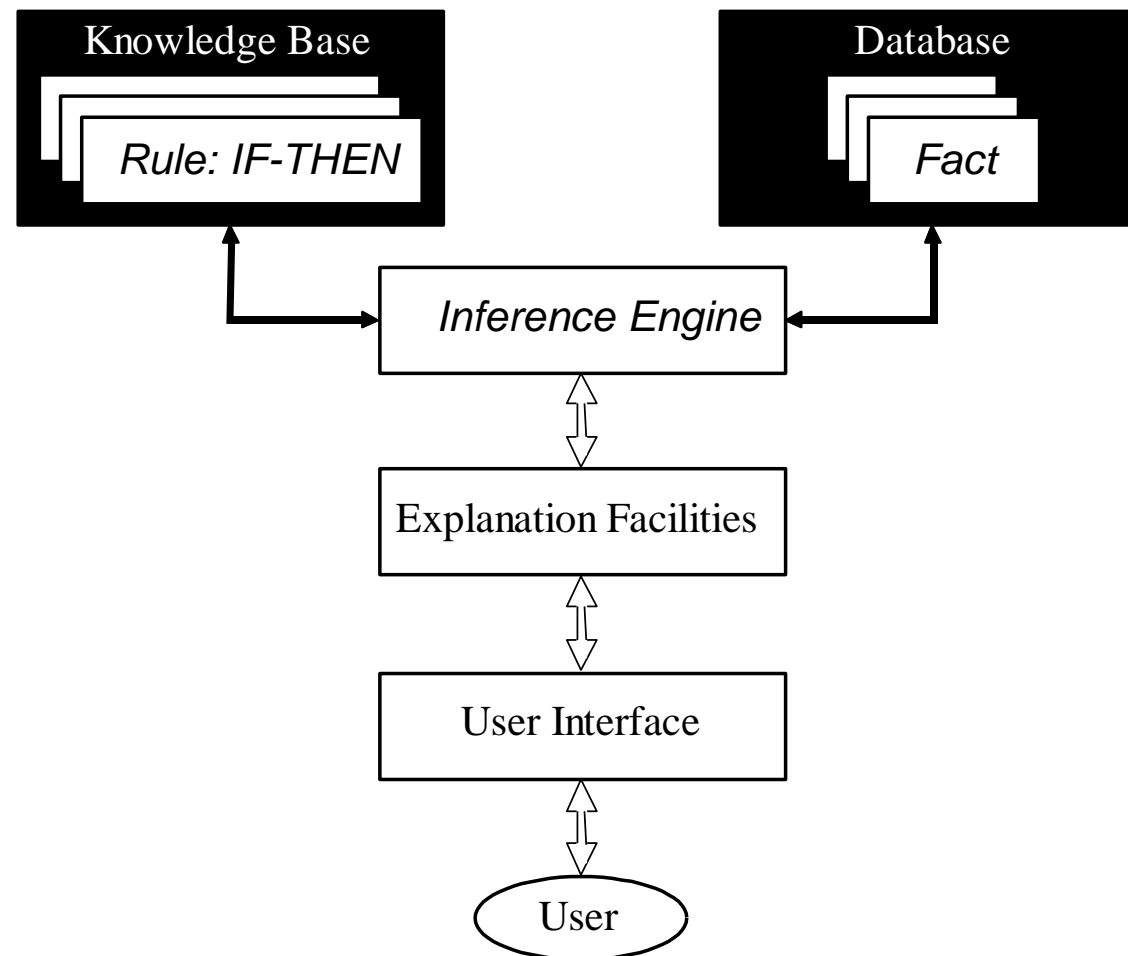 Knowledge Base
Database
Rule: IF-THEN
Fact
Inference Engine
Explanation Facilities
User Interface
User